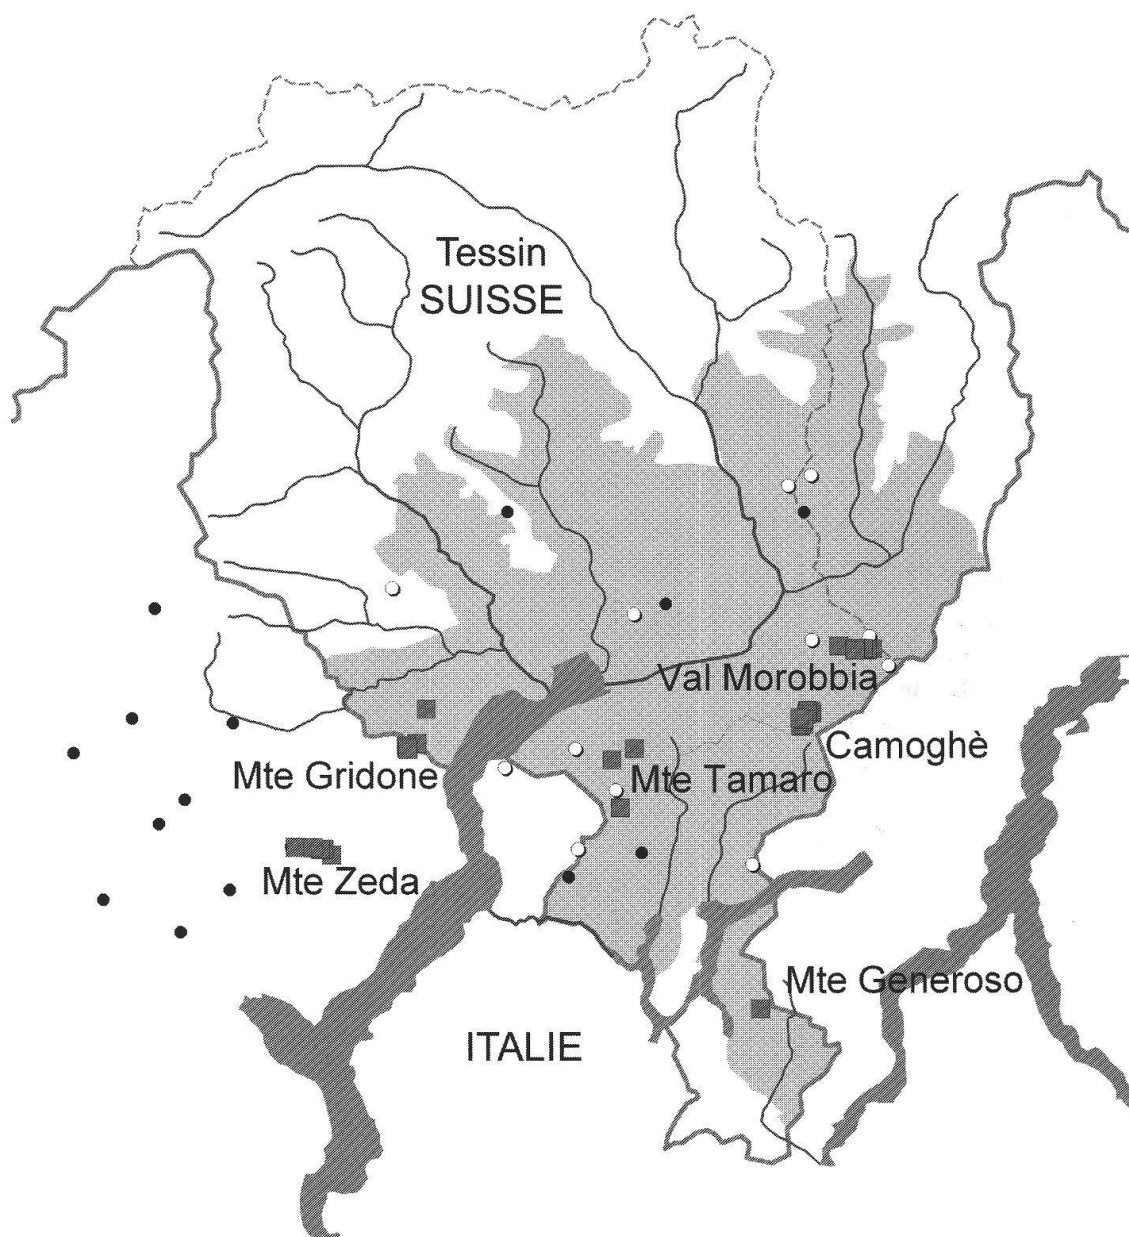 Tessin
SUISSE
Val Morobbia
Camoghè
Mte Gridone
Mte Tamaro
Mte Zeda
Mte Generoso
ITALIE